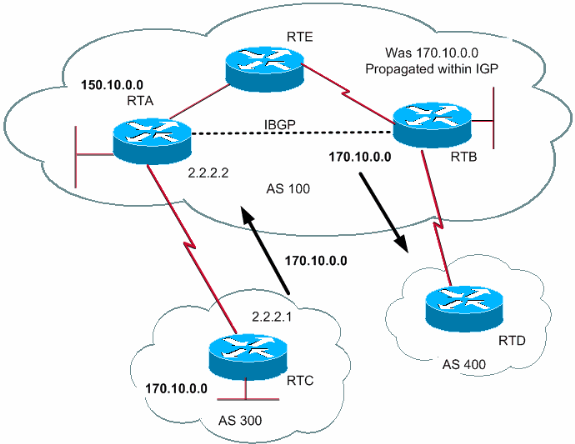 RTE
Was 170.10.0.0
Propagated within IGP
150.10.0.0
RTA
IBGP
RTB
170.10.0.0
2.2.2.2
AS 100
170.10.0.0
2.2.2.1
RTD
AS 400
RTC
170.10.0.0
AS 300